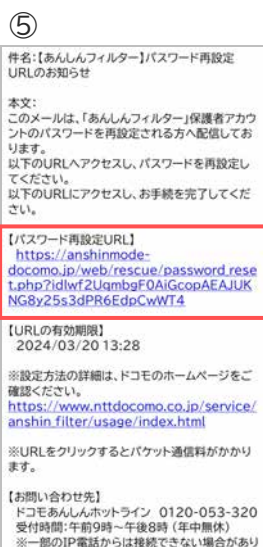 ⑤
件名:【あんしんフィルター】パスワード再設定
URLのお知らせ
本文:
このメールは、「あんしんフィルター」保護者アカウ
ントのパスワードを再設定される方へ配信してお
ります。
以下のURLへアクセスし、パスワードを再設定し
てください。
以下のURLにアクセスし、お手続を完了してくだ
さい。
【パスワード再設定URL】
https://anshinmode-
docomo.jp/web/rescue/password_rese
t.php?idlwf2UqmbgF0AiGcopAEAJUK
NG8y25s3dPR6EdpCwWT4
【URLの有効期限】
2024/03/20 13:28
※設定方法の詳細は、ドコモのホームページをご
確認ください。
https://www.nttdocomo.co.jp/service/
anshin_filter/usage/index.html
※URLをクリックするとパケット通信料がかかり
ます。
【お問い合わせ先】
ドコモあんしんホットライン 0120-053-320
受付時間:午前9時～午後8時 (年中無休)
※一部のIP電話からは接続できない場合があり